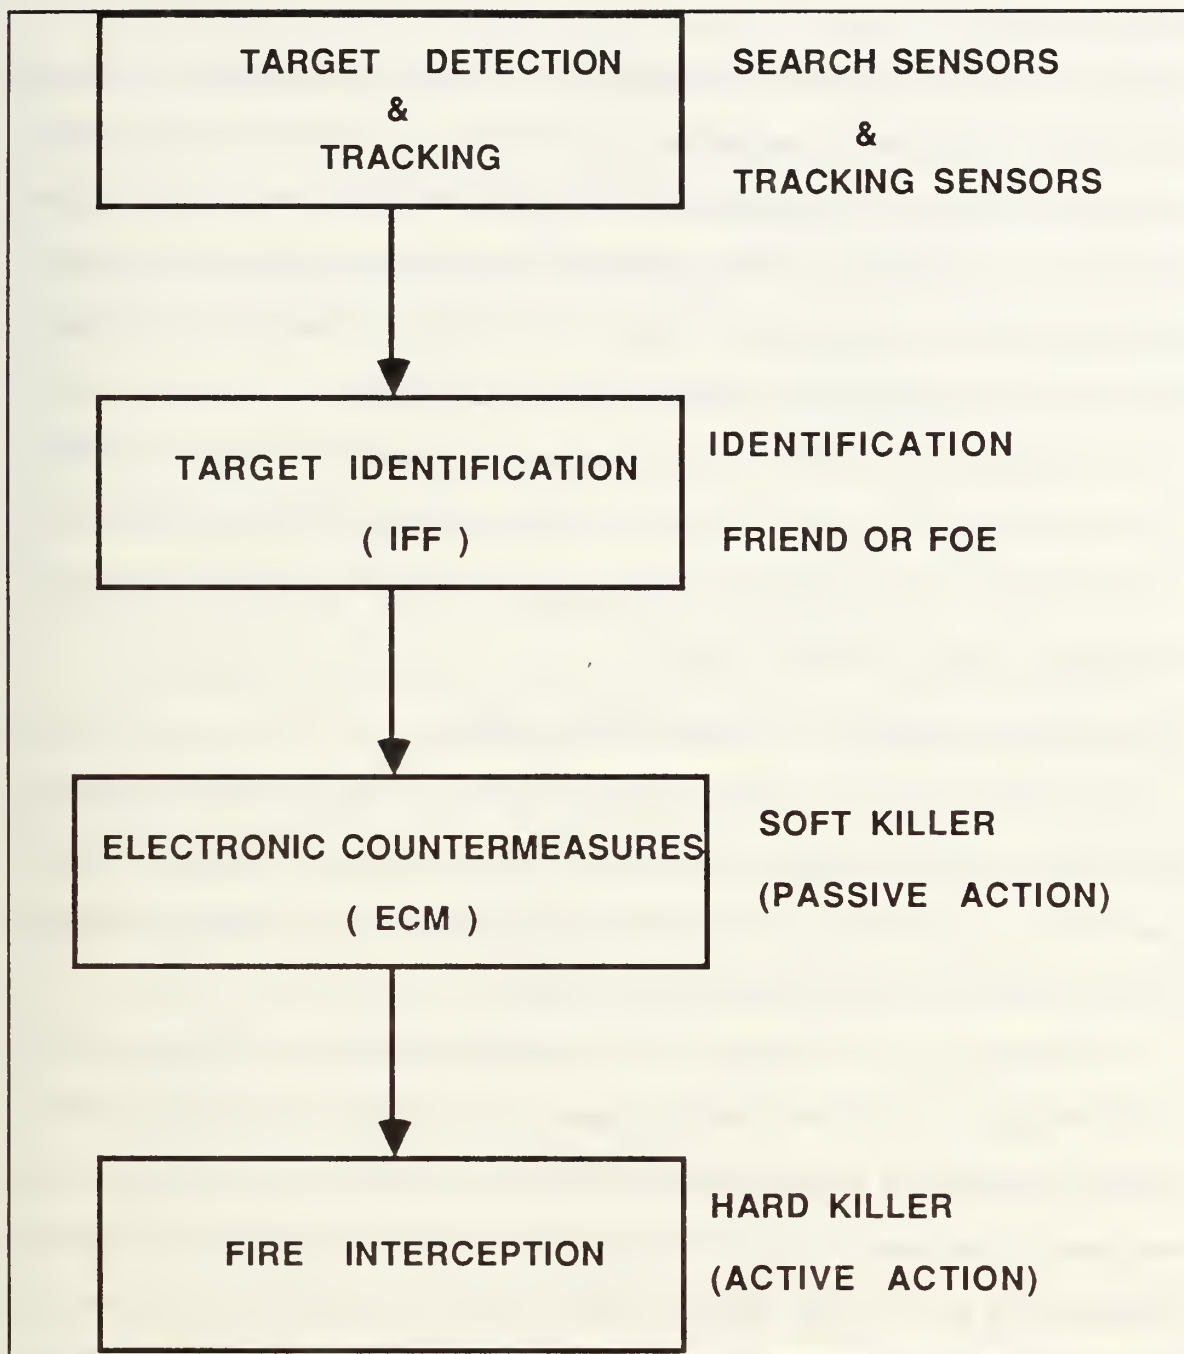 TARGET DETECTION
&
TRACKING
SEARCH SENSORS
&
TRACKING SENSORS
TARGET IDENTIFICATION
( IFF )
IDENTIFICATION
FRIEND OR FOE
ELECTRONIC COUNTERMEASURES
( ECM )
SOFT KILLER
(PASSIVE ACTION)
FIRE INTERCEPTION
HARD KILLER
(ACTIVE ACTION)